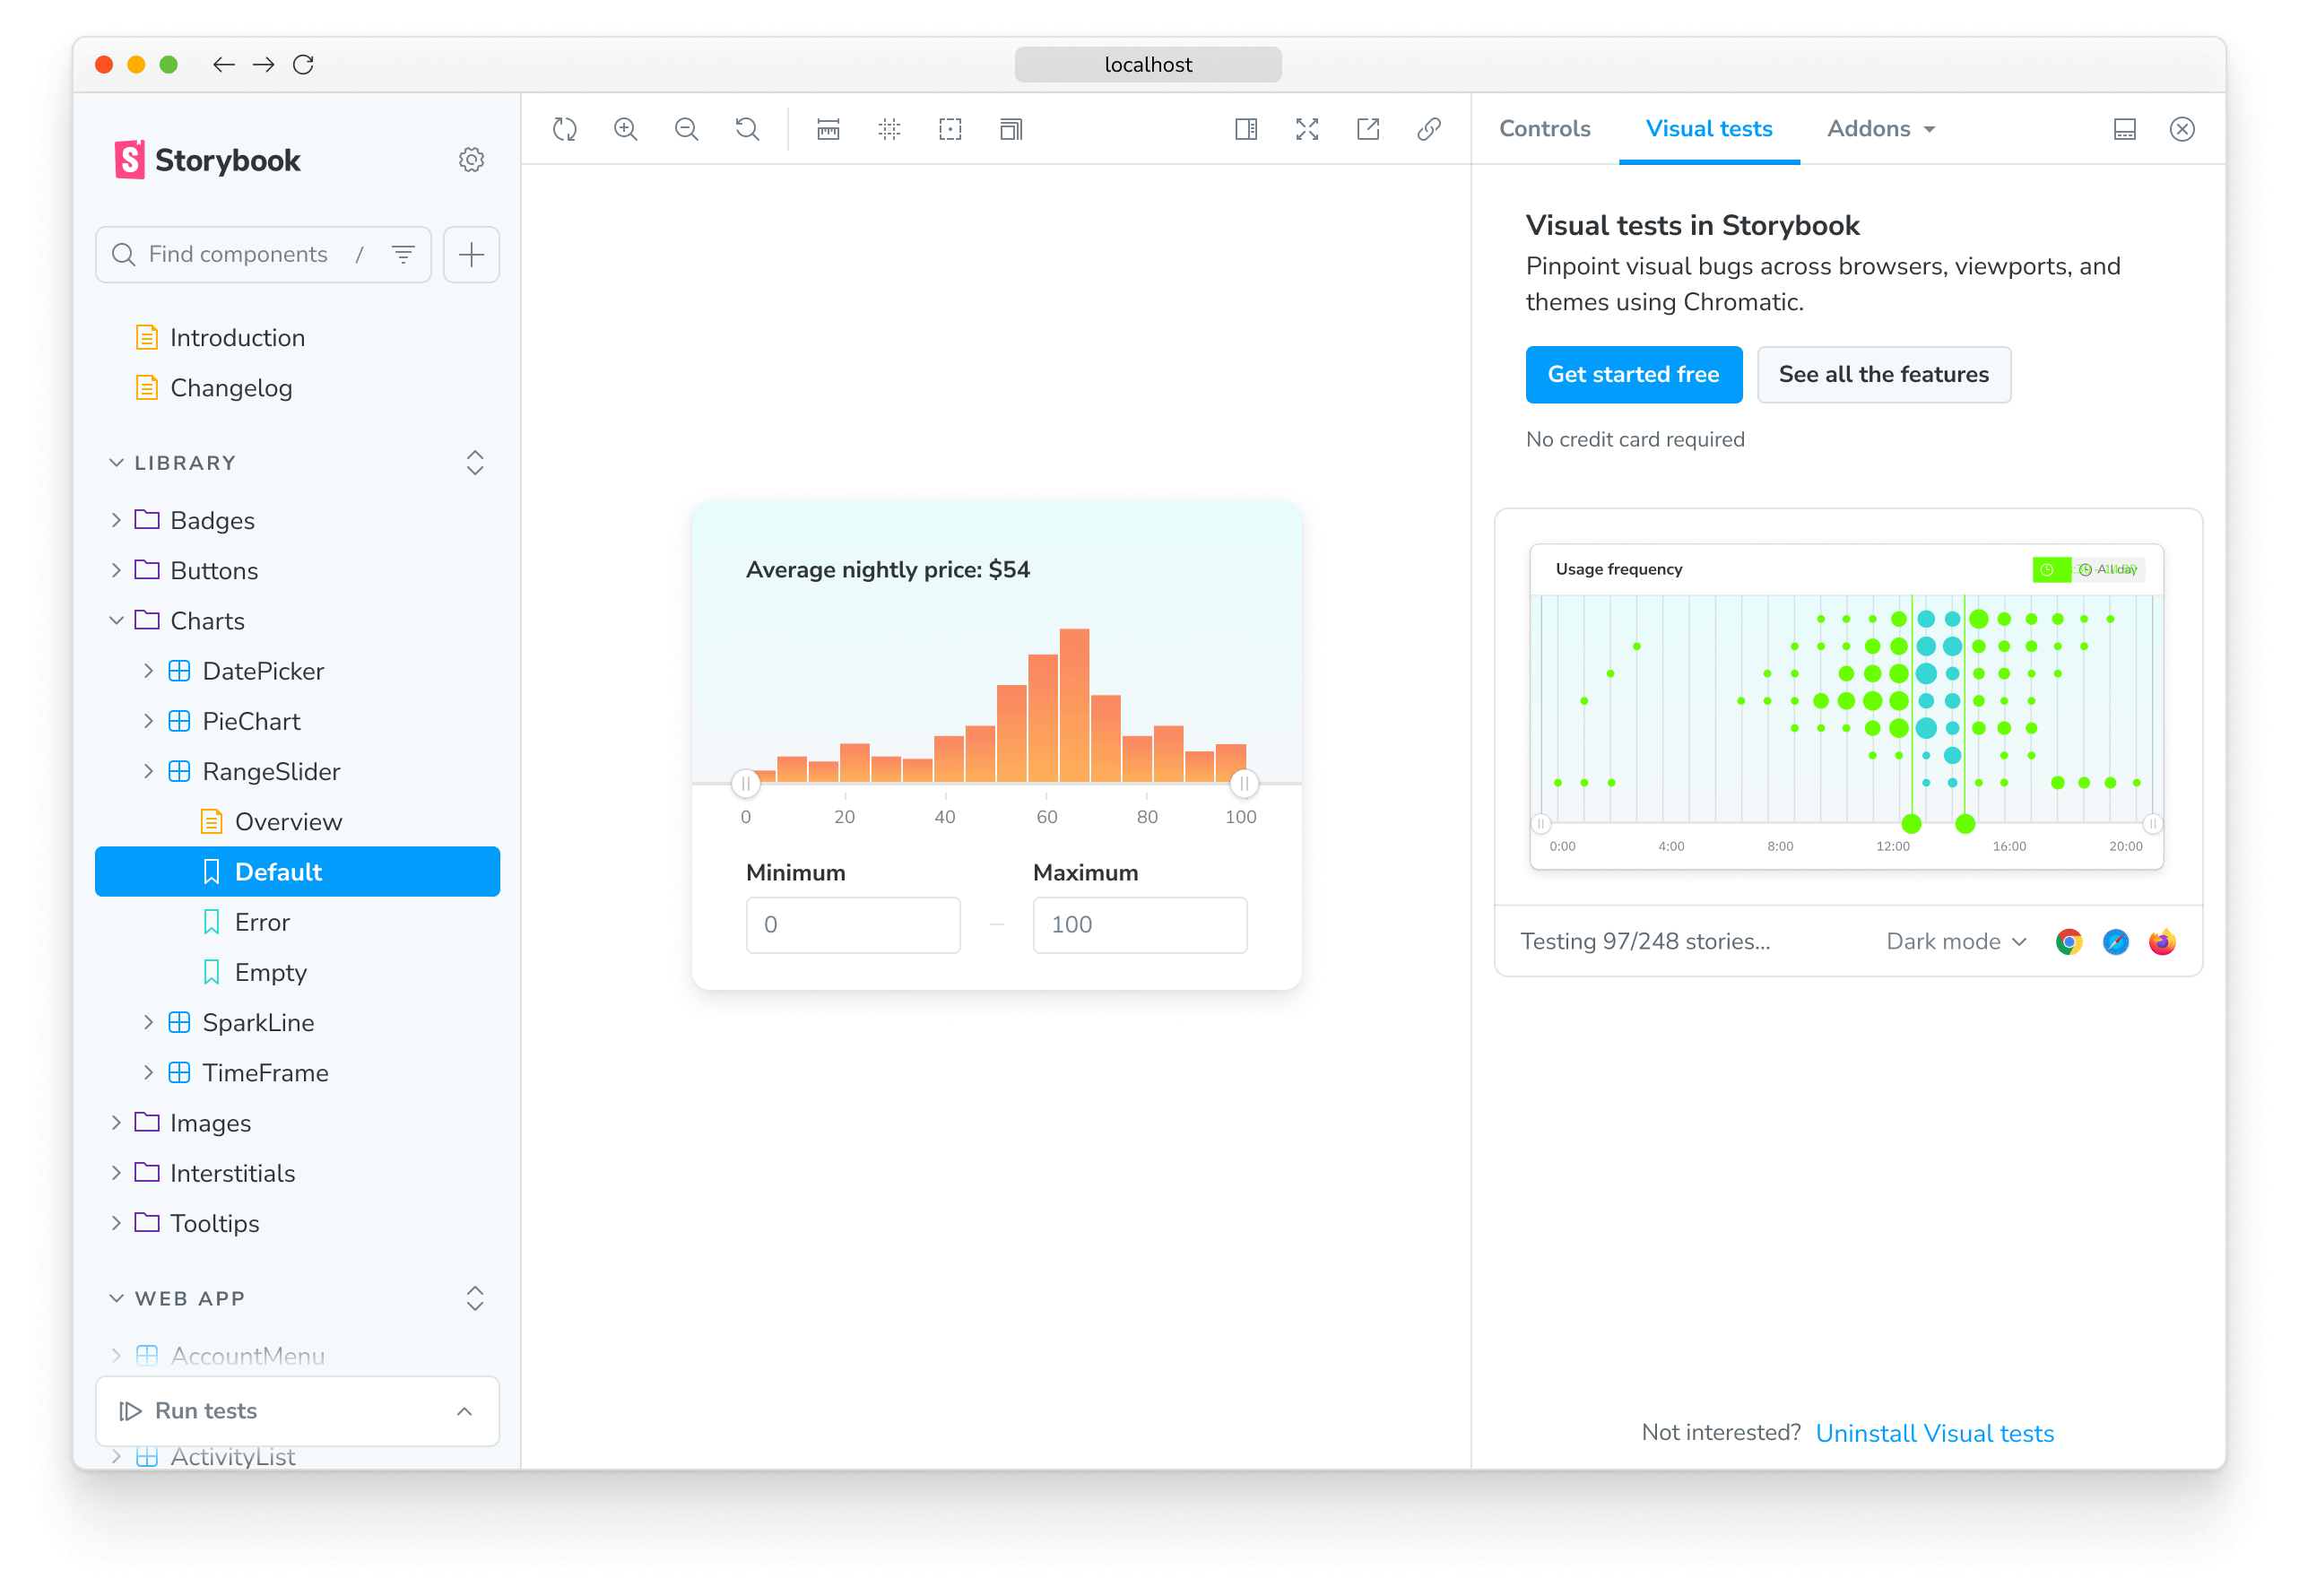 localhost
Storybook
Find components /
Introduction
Changelog
LIBRARY
Badges
Buttons
Charts
DatePicker
PieChart
RangeSlider
Overview
Default
Error
Empty
SparkLine
TimeFrame
Images
Interstitials
Tooltips
WEB APP
AccountMenu
Run tests
ActivityList
Average nightly price: $54
0 20 40 60 80 100
Minimum Maximum
0 – 100
Controls Visual tests Addons
Visual tests in Storybook
Pinpoint visual bugs across browsers, viewports, and
themes using Chromatic.
Get started free See all the features
No credit card required
Usage frequency All day
0:00 4:00 8:00 12:00 16:00 20:00
Testing 97/248 stories... Dark mode
Not interested? Uninstall Visual tests